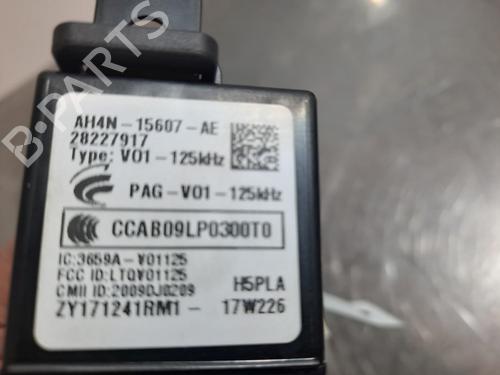 AH4N-15607-AE
28227917
Type: V01-125kHz
PAG-V01-125kHz
CCAB09LP0300T0
IC:3659A-V01125
FCC ID:LTQV01125
CMII ID:2009DJ0209
H5PLA
ZY171241RM1- 17W226
B-PARTS